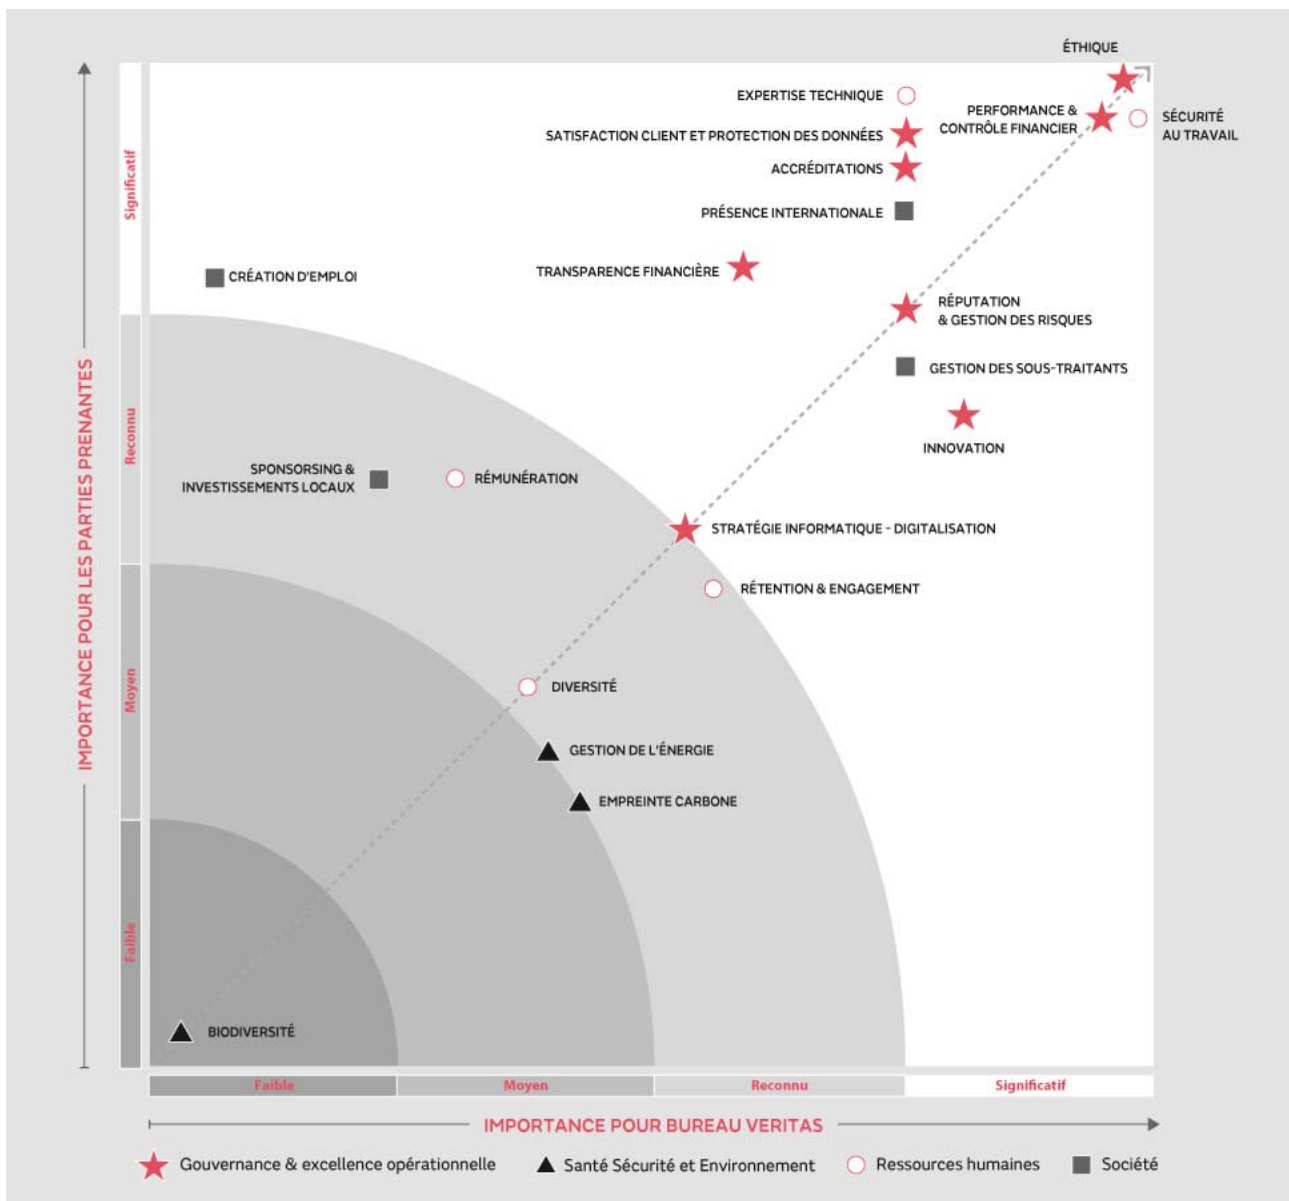 ÉTHIQUE
EXPERTISE TECHNIQUE
PERFORMANCE &
CONTRÔLE FINANCIER
SÉCURITÉ
AU TRAVAIL
SATISFACTION CLIENT ET PROTECTION DES DONNÉES
ACCRÉDITATIONS
PRÉSENCE INTERNATIONALE
TRANSPARENCE FINANCIÈRE
CRÉATION D'EMPLOI
RÉPUTATION
& GESTION DES RISQUES
GESTION DES SOUS-TRAITANTS
INNOVATION
SPONSORSING &
INVESTISSEMENTS LOCAUX
RÉMUNÉRATION
STRATÉGIE INFORMATIQUE - DIGITALISATION
RÉTENTION & ENGAGEMENT
DIVERSITÉ
GESTION DE L'ÉNERGIE
EMPREINTE CARBONE
BIODIVERSITÉ
IMPORTANCE POUR LES PARTIES PRENANTES
Significatif
Reconnu
Moyen
Faible
Faible
Moyen
Reconnu
Significatif
IMPORTANCE POUR BUREAU VERITAS
Gouvernance & excellence opérationnelle
Santé Sécurité et Environnement
Ressources humaines
Société